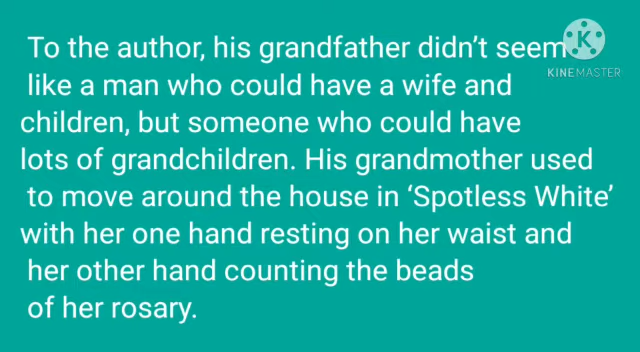 To the author, his grandfather didn't seem
like a man who could have a wife and
children, but someone who could have
lots of grandchildren. His grandmother used
to move around the house in 'Spotless White'
with her one hand resting on her waist and
her other hand counting the beads
of her rosary.
K
KINEMASTER